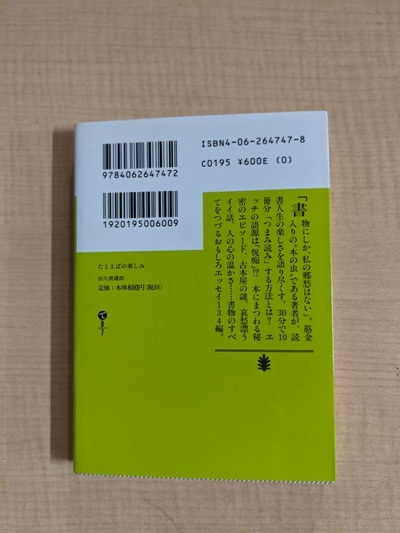 ISBN4-06-264747-8
9784062647472
C0195 ¥600E (0)
1920195006009
「書物にしか、私の郷愁はない」。筋金
入りの〝本の虫〟である著者が、読
書人生の楽しさを語り尽くす。30分で10
冊分「つまみ読み」する方法とは? エ
ッチの語源は「悦痴」!? 本にまつわる秘
密のエピソード、古本屋の謎、哀愁漂う
イイ話、人の心の温かさ……書物のすべ
てをつづるおもしろエッセイ134編。
たとえばの楽しみ
出久根達郎
定価:本体600円(税別)